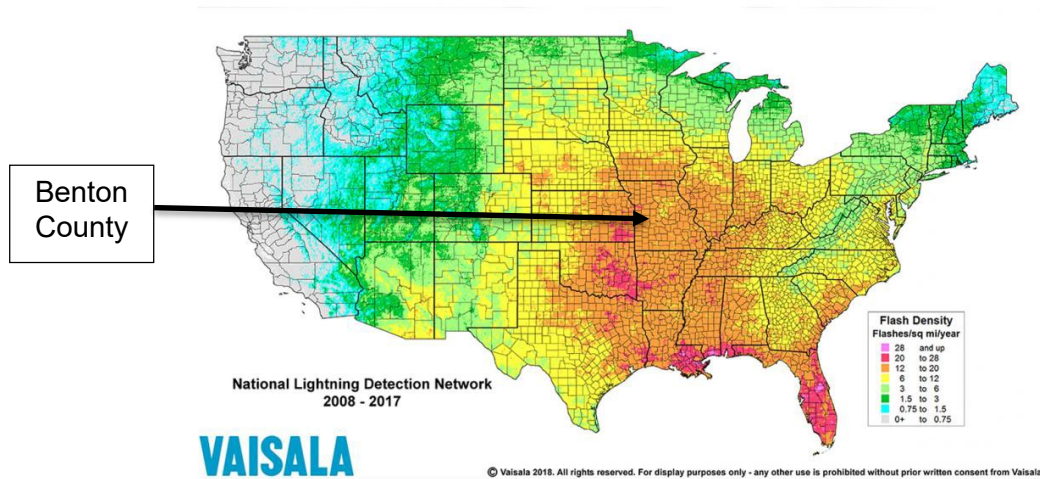 Benton
County
National Lightning Detection Network
2008 - 2017
Flash Density
Flashes/sq mi/year
28 and up
20 to 28
12 to 20
6 to 12
3 to 6
1.5 to 3
0.75 to 1.5
0+ to 0.75
VAISALA
© Vaisala 2018. All rights reserved. For display purposes only - any other use is prohibited without prior written consent from Vaisala